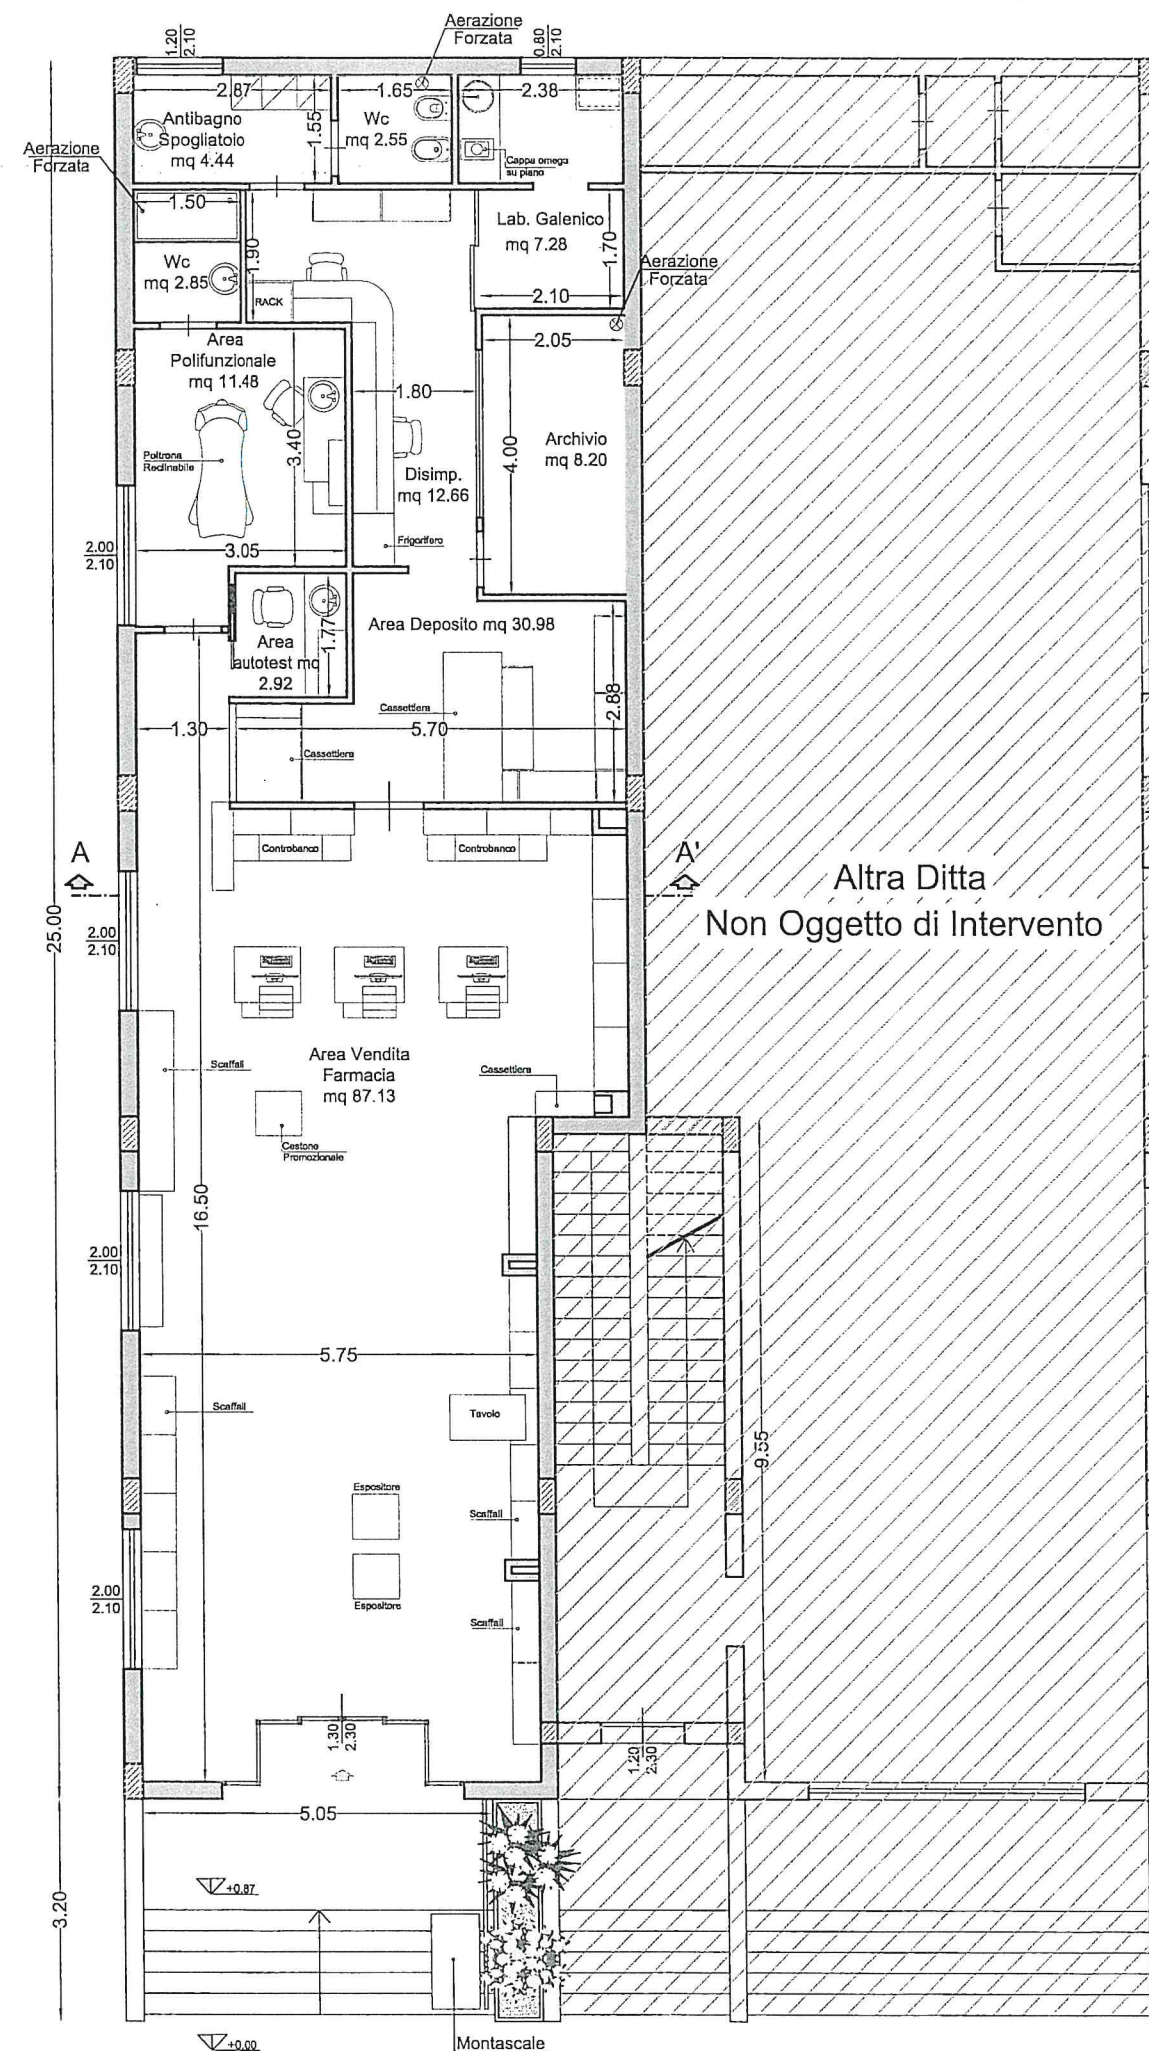 Aerazione
Forzata
1.20
2.10
0.80
2.10
2.87
1.65
2.38
Antibagno
Spogliatoio
mq 4.44
1.55
Wc
mq 2.55
Cappa omega
su piano
Aerazione
Forzata
1.50
1.90
Lab. Galenico
mq 7.28
1.70
Wc
mq 2.85
Aerazione
Forzata
RACK
2.10
Area
Polifunzionale
mq 11.48
2.05
1.80
3.40
4.00
Archivio
mq 8.20
Poltrona
Reclinabile
Disimp.
mq 12.66
Frigorifero
2.00
2.10
3.05
Area Deposito mq 30.98
Area
autotest mq
2.92
1.77
2.88
Cassettiera
1.30
5.70
Cassettiera
Controbanco
Controbanco
A
A'
Altra Ditta
Non Oggetto di Intervento
25.00
2.00
2.10
Area Vendita
Farmacia
mq 87.13
Scaffali
Cassettiera
Cestone
Promozionale
16.50
2.00
2.10
5.75
Scaffali
Tavolo
9.55
Espositore
Scaffali
2.00
2.10
Espositore
Scaffali
1.30
2.30
1.20
2.30
5.05
+0.87
3.20
+0.00
Montascale